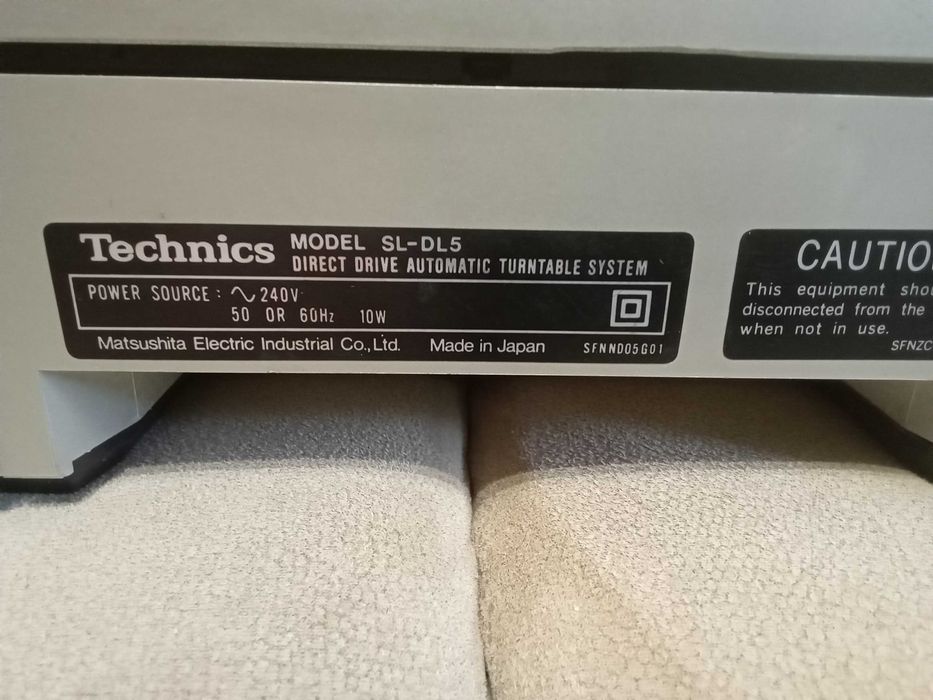 Technics MODEL SL-DL5
DIRECT DRIVE AUTOMATIC TURNTABLE SYSTEM
POWER SOURCE : ∿ 240V
50 OR 60Hz 10W
Matsushita Electric Industrial Co., Ltd. Made in Japan SFNND05G01
CAUTIO
This equipment shou
disconnected from the
when not in use.
SFNZC